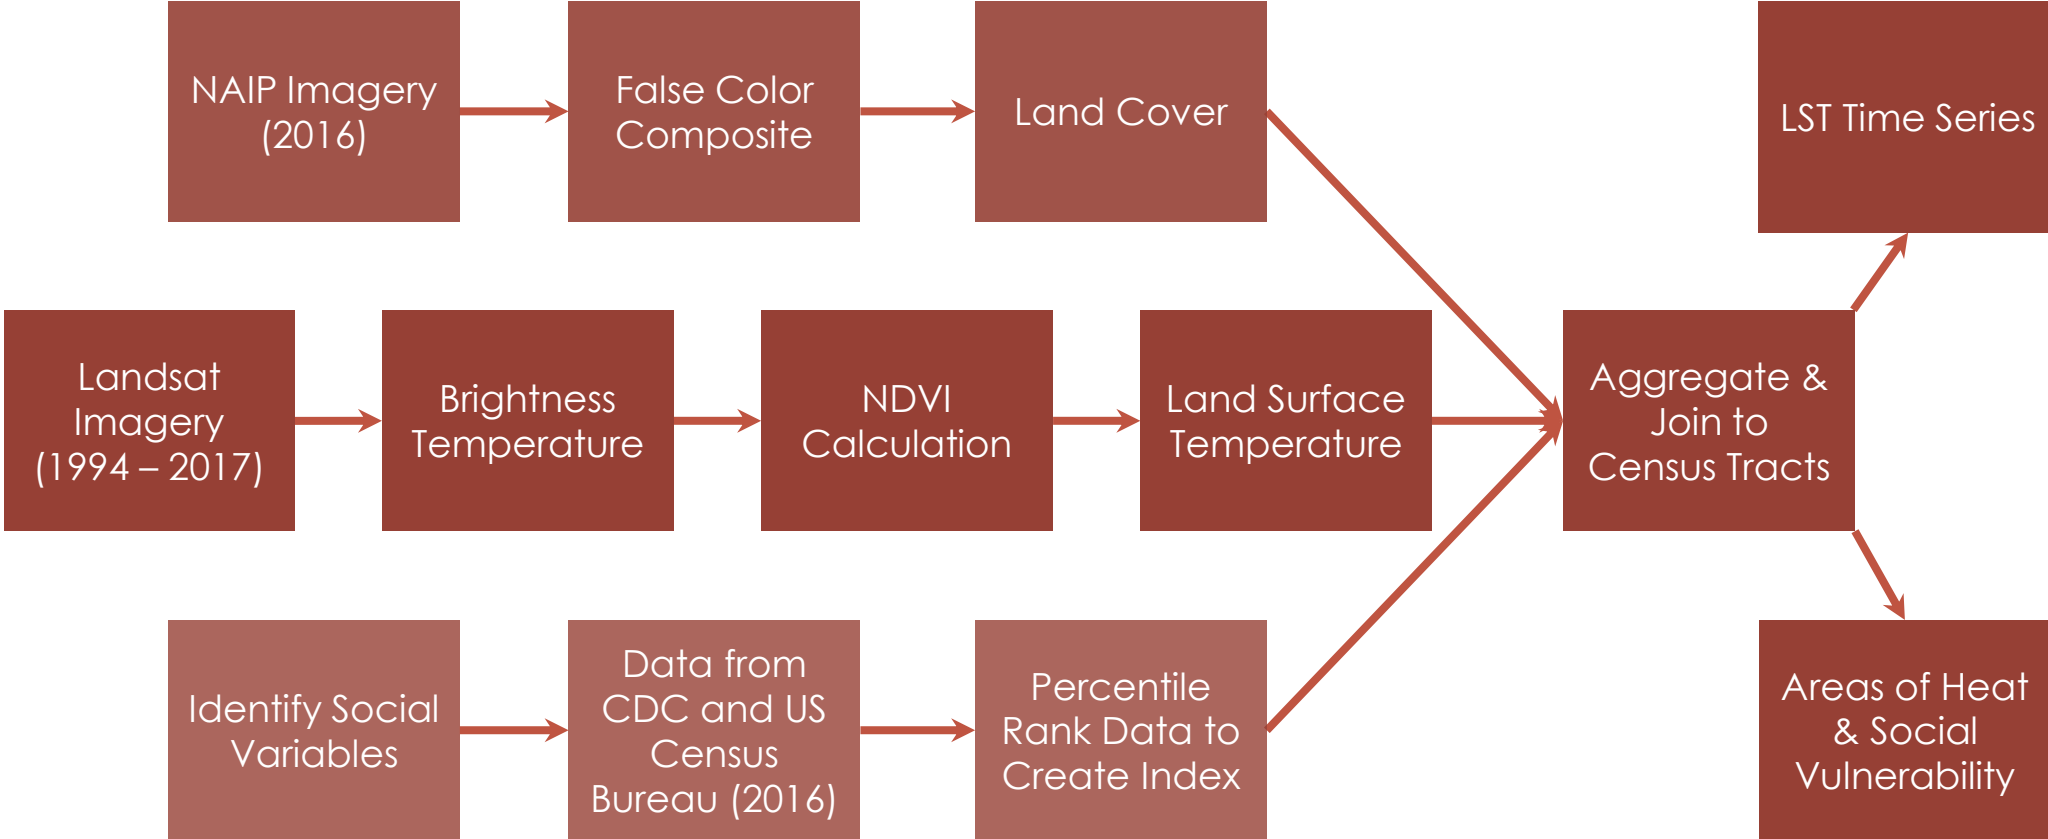 NAIP Imagery
(2016)
False Color
Composite
Land Cover
LST Time Series
Landsat
Imagery
(1994 – 2017)
Brightness
Temperature
NDVI
Calculation
Land Surface
Temperature
Aggregate &
Join to
Census Tracts
Identify Social
Variables
Data from
CDC and US
Census
Bureau (2016)
Percentile
Rank Data to
Create Index
Areas of Heat
& Social
Vulnerability